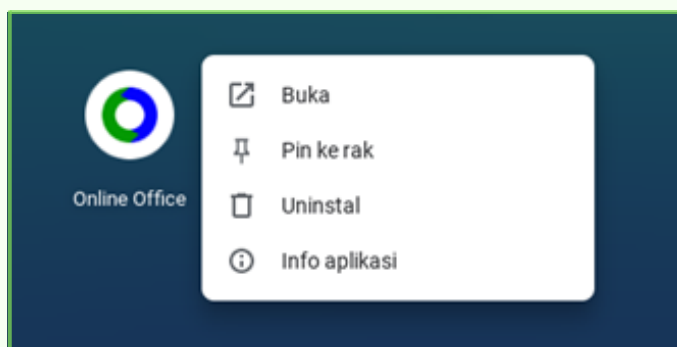 Online Office
Buka
Pin ke rak
Uninstal
Info aplikasi